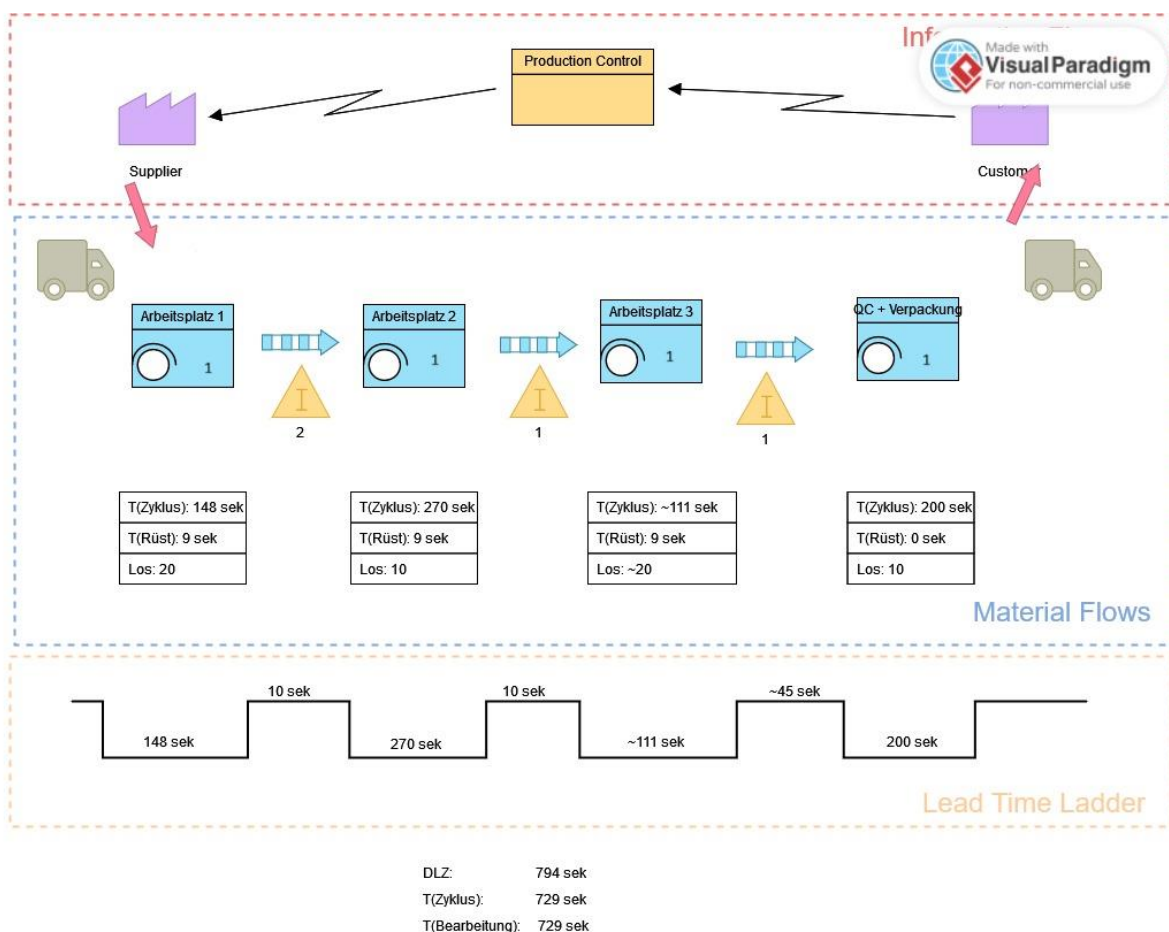 Made with
VisualParadigm
For non-commercial use
Production Control
Supplier
Customer
Arbeitsplatz 1
1
Arbeitsplatz 2
1
Arbeitsplatz 3
1
QC + Verpackung
1
I
2
I
1
I
1
T(Zyklus): 148 sek
T(Rüst): 9 sek
Los: 20
T(Zyklus): 270 sek
T(Rüst): 9 sek
Los: 10
T(Zyklus): ~111 sek
T(Rüst): 9 sek
Los: ~20
T(Zyklus): 200 sek
T(Rüst): 0 sek
Los: 10
Material Flows
10 sek
10 sek
~45 sek
148 sek
270 sek
~111 sek
200 sek
Lead Time Ladder
DLZ: 794 sek
T(Zyklus): 729 sek
T(Bearbeitung): 729 sek